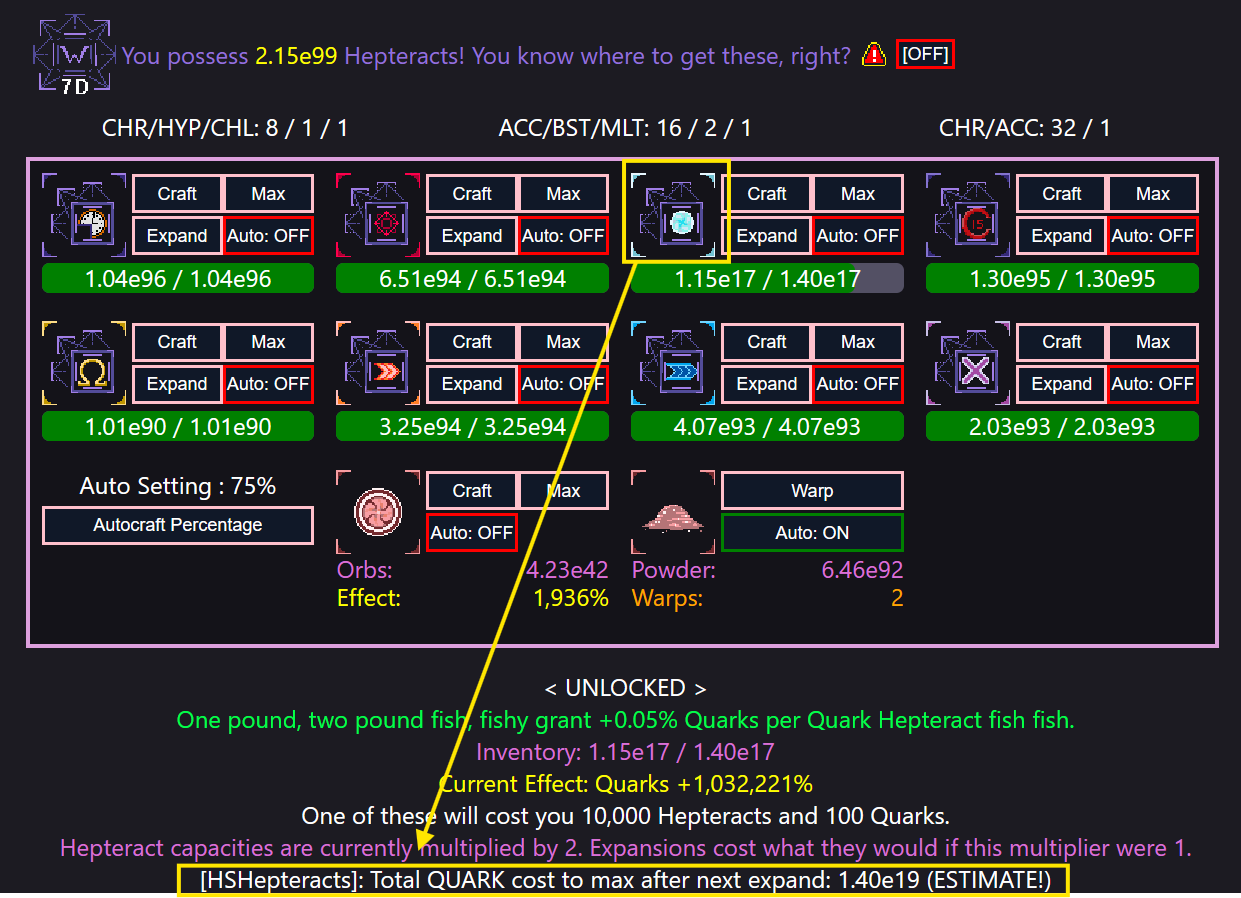 You possess 2.15e99 Hepteracts! You know where to get these, right? [OFF]
7D
CHR/HYP/CHL: 8 / 1 / 1 ACC/BST/MLT: 16 / 2 / 1 CHR/ACC: 32 / 1
Craft Max Craft Max Craft Max Craft Max
Expand Auto: OFF Expand Auto: OFF Expand Auto: OFF Expand Auto: OFF
1.04e96 / 1.04e96 6.51e94 / 6.51e94 1.15e17 / 1.40e17 1.30e95 / 1.30e95
Craft Max Craft Max Craft Max Craft Max
Expand Auto: OFF Expand Auto: OFF Expand Auto: OFF Expand Auto: OFF
1.01e90 / 1.01e90 3.25e94 / 3.25e94 4.07e93 / 4.07e93 2.03e93 / 2.03e93
Auto Setting : 75% Craft Max Warp
Autocraft Percentage Auto: OFF Auto: ON
Orbs: 4.23e42 Powder: 6.46e92
Effect: 1,936% Warps: 2
< UNLOCKED >
One pound, two pound fish, fishy grant +0.05% Quarks per Quark Hepteract fish fish.
Inventory: 1.15e17 / 1.40e17
Current Effect: Quarks +1,032,221%
One of these will cost you 10,000 Hepteracts and 100 Quarks.
Hepteract capacities are currently multiplied by 2. Expansions cost what they would if this multiplier were 1.
[HSHepteracts]: Total QUARK cost to max after next expand: 1.40e19 (ESTIMATE!)